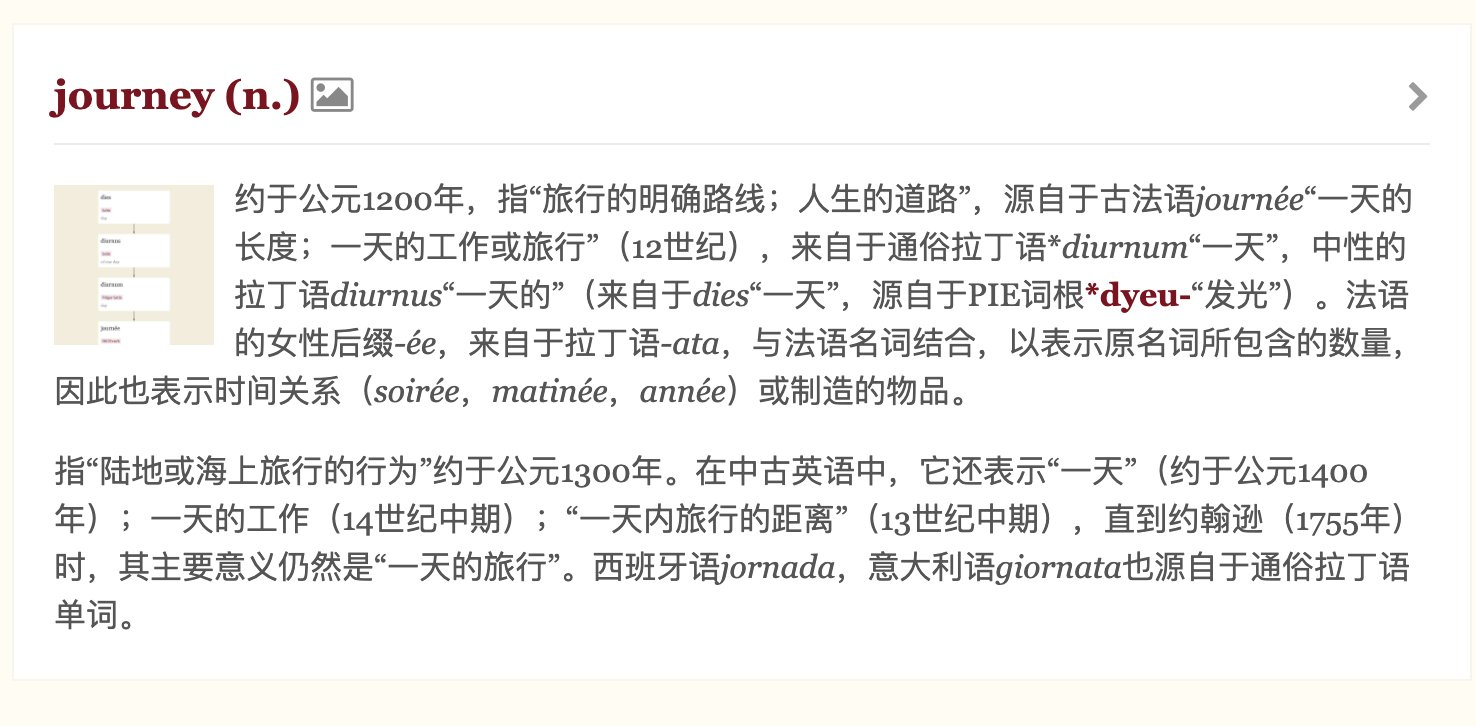 journey (n.)
dies
diurnus
diurnum
journée
约于公元1200年，指“旅行的明确路线；人生的道路”，源自于古法语journée“一天的
长度；一天的工作或旅行”（12世纪），来自于通俗拉丁语*diurnum“一天”，中性的
拉丁语diurnus“一天的”（来自于dies“一天”，源自于PIE词根*dyeu-“发光”）。法语
的女性后缀-ée，来自于拉丁语-ata，与法语名词结合，以表示原名词所包含的数量，
因此也表示时间关系（soirée，matinée，année）或制造的物品。
指“陆地或海上旅行的行为”约于公元1300年。在中古英语中，它还表示“一天”（约于公元1400
年）；一天的工作（14世纪中期）；“一天内旅行的距离”（13世纪中期），直到约翰逊（1755年）
时，其主要意义仍然是“一天的旅行”。西班牙语jornada，意大利语giornata也源自于通俗拉丁语
单词。